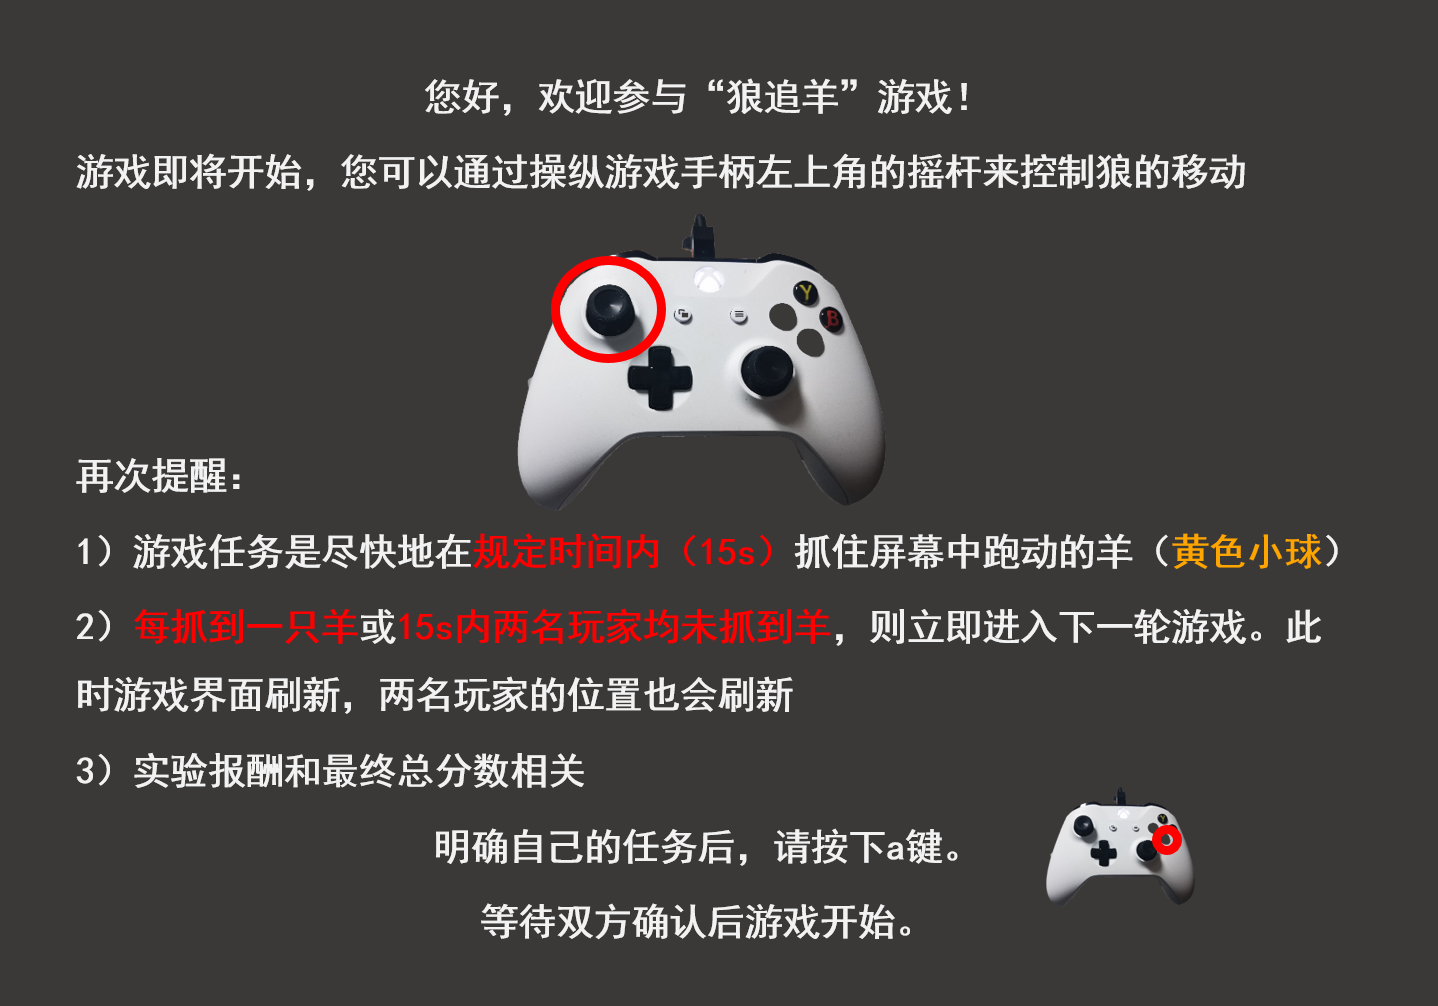 您好，欢迎参与“狼追羊”游戏！
游戏即将开始，您可以通过操纵游戏手柄左上角的摇杆来控制狼的移动
Y
B
再次提醒：
1）游戏任务是尽快地在规定时间内（15s）抓住屏幕中跑动的羊（黄色小球）
2）每抓到一只羊或15s内两名玩家均未抓到羊，则立即进入下一轮游戏。此
时游戏界面刷新，两名玩家的位置也会刷新
3）实验报酬和最终总分数相关
明确自己的任务后，请按下a键。
Y
等待双方确认后游戏开始。